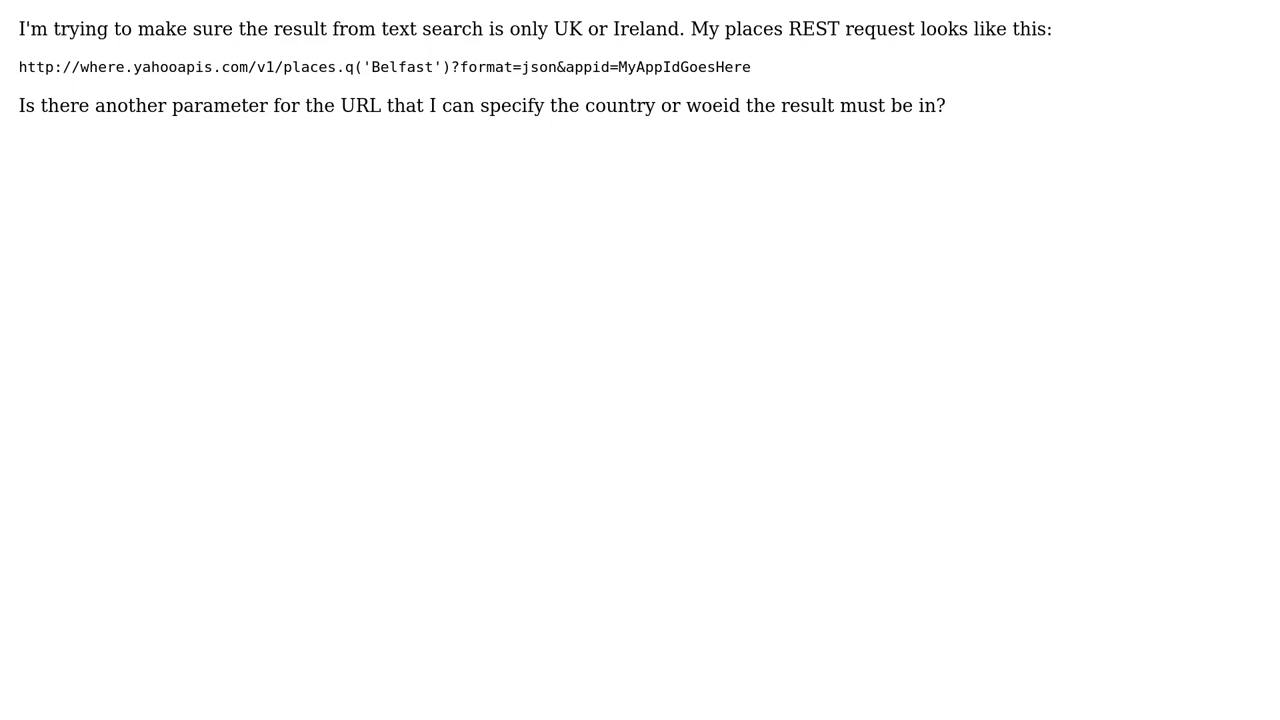 I'm trying to make sure the result from text search is only UK or Ireland. My places REST request looks like this:
http://where.yahooapis.com/v1/places.q('Belfast')?format=json&appid=MyAppIdGoesHere
Is there another parameter for the URL that I can specify the country or woeid the result must be in?